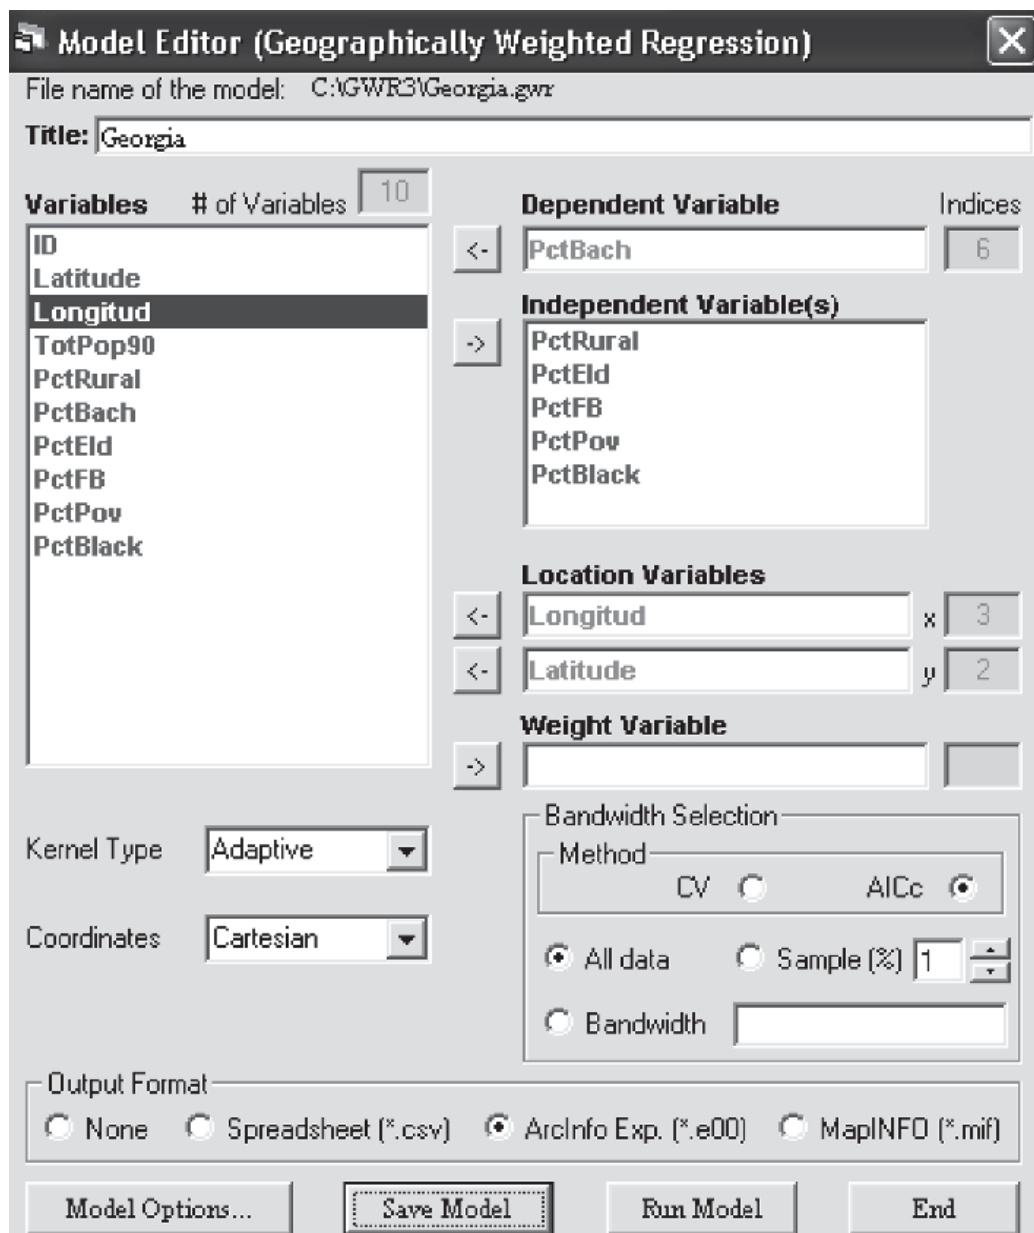 Model Editor (Geographically Weighted Regression)
File name of the model: C:\GWR3\Georgia.gwr
Title: Georgia
Variables # of Variables 10
ID
Latitude
Longitud
TotPop90
PctRural
PctBach
PctEld
PctFB
PctPov
PctBlack
Dependent Variable Indices
<- PctBach 6
Independent Variable(s)
-> PctRural
PctEld
PctFB
PctPov
PctBlack
Location Variables
<- Longitud x 3
<- Latitude y 2
Weight Variable
->
Kernel Type Adaptive
Coordinates Cartesian
Bandwidth Selection
Method
CV AICc
All data Sample (%) 1
Bandwidth
Output Format
None Spreadsheet (*.csv) ArcInfo Exp. (*.e00) MapINFO (*.mif)
Model Options... Save Model Run Model End